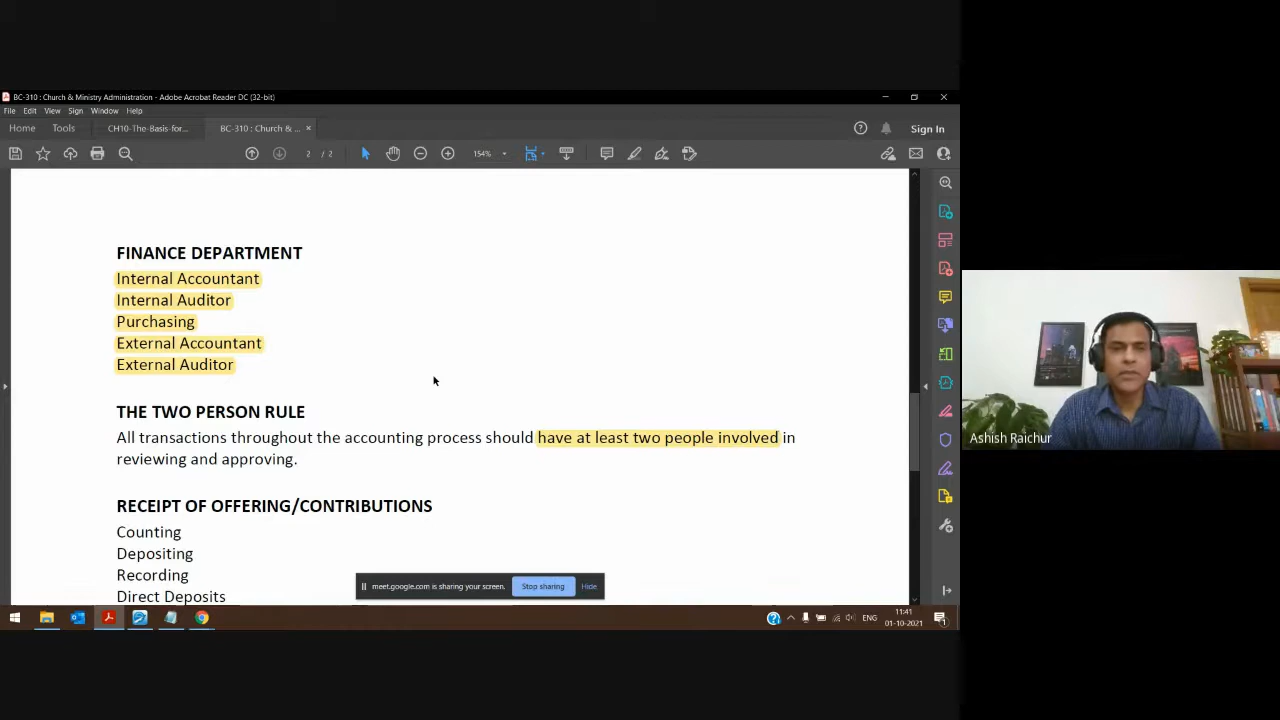 BC-310 : Church & Ministry Administration - Adobe Acrobat Reader DC (32-bit)
File Edit View Sign Window Help
Home Tools CH10-The-Basis-for... BC-310 : Church & ... × Sign In
2 / 2 154%
FINANCE DEPARTMENT
Internal Accountant
Internal Auditor
Purchasing
External Accountant
External Auditor
THE TWO PERSON RULE
All transactions throughout the accounting process should have at least two people involved in
reviewing and approving.
RECEIPT OF OFFERING/CONTRIBUTIONS
Counting
Depositing
Recording
Direct Deposits
meet.google.com is sharing your screen. Stop sharing Hide
Ashish Raichur
ENG 11:41
01-10-2021